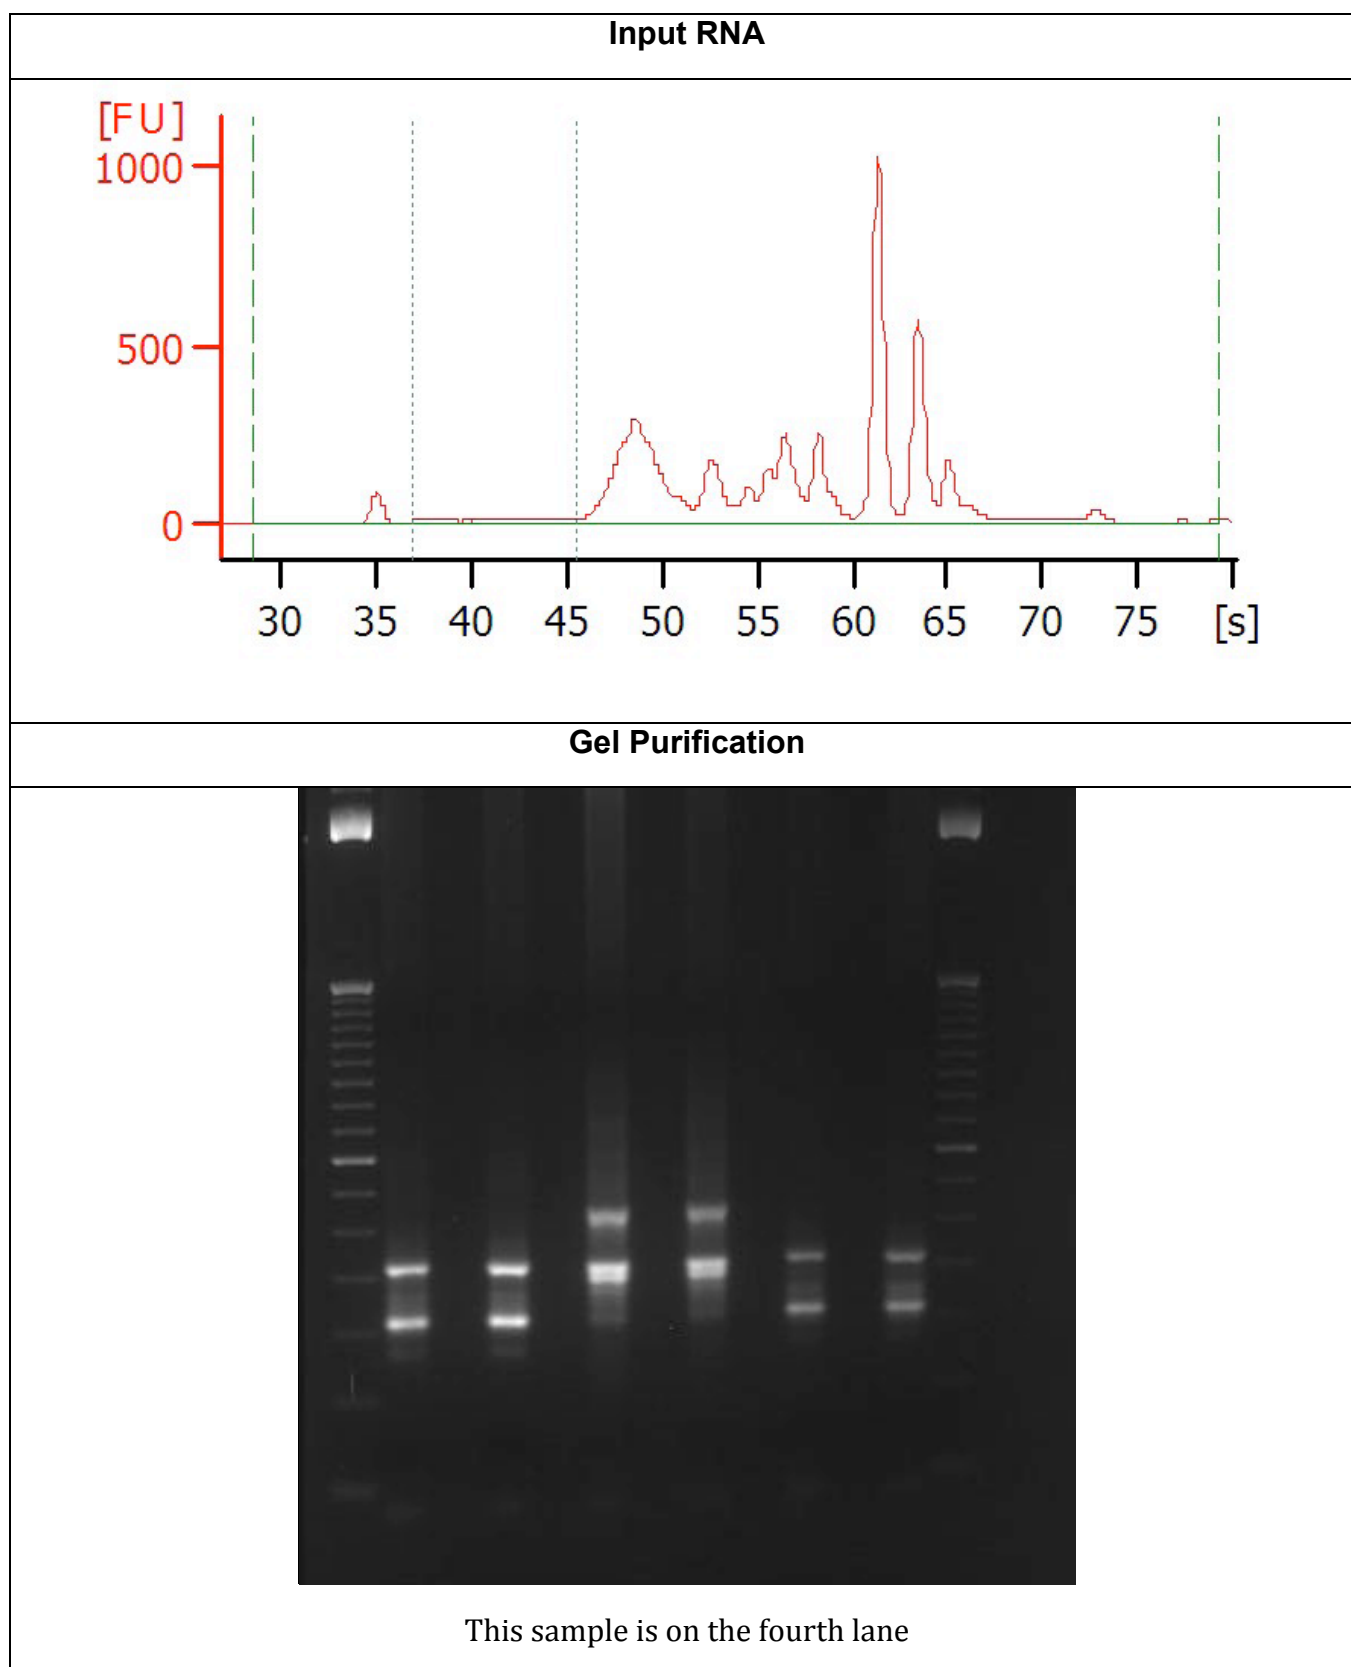 Input RNA
[FU]
1000
500
0
30 35 40 45 50 55 60 65 70 75 [s]
Gel Purification
This sample is on the fourth lane